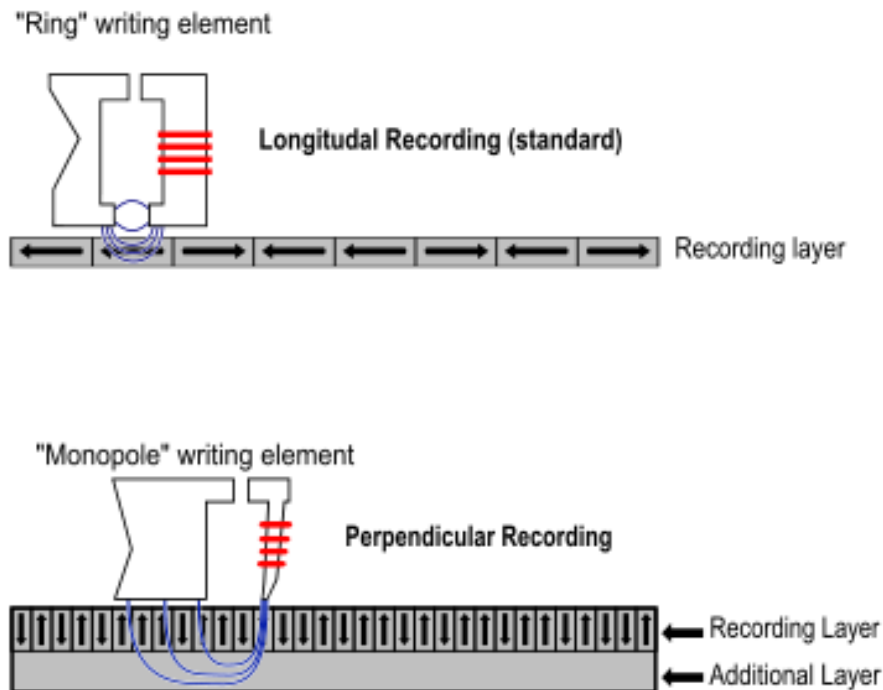 "Ring" writing element
Longitudal Recording (standard)
Recording layer
"Monopole" writing element
Perpendicular Recording
Recording Layer
Additional Layer